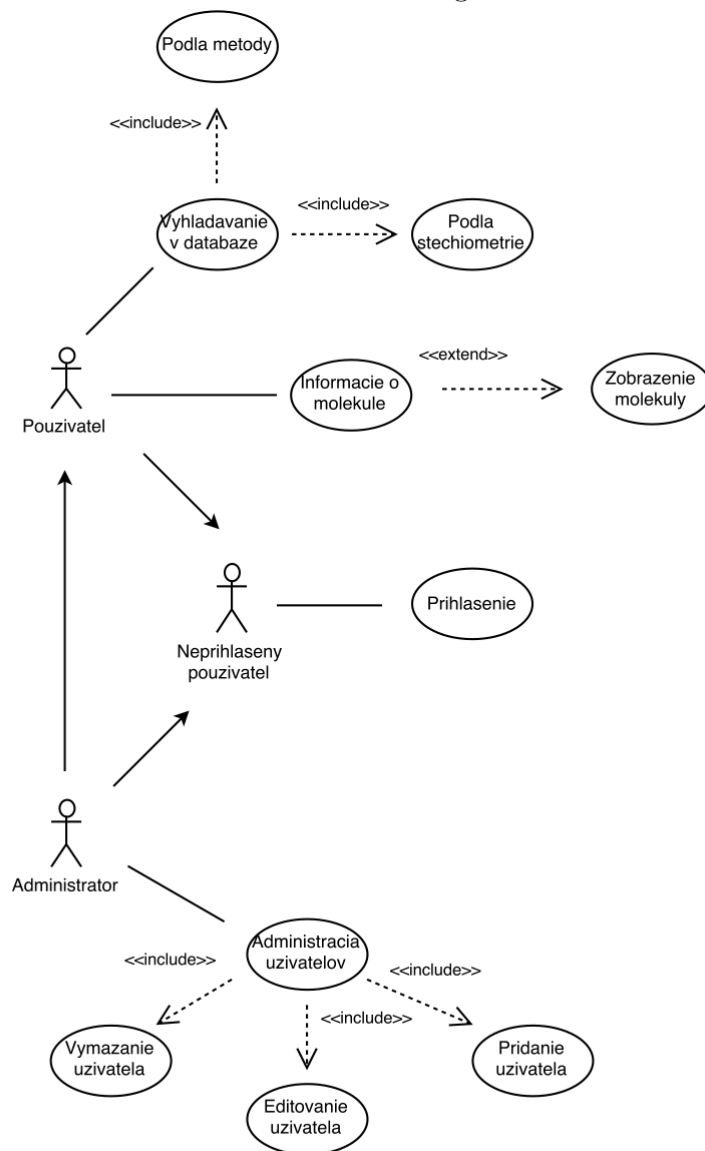 Podla metody
<<include>>
Vyhladavanie
v databaze
<<include>>
Podla
stechiometrie
Pouzivatel
Informacie o
molekule
<<extend>>
Zobrazenie
molekuly
Neprihlaseny
pouzivatel
Prihlasenie
Administrator
Administracia
uzivatelov
<<include>>
<<include>>
<<include>>
Vymazanie
uzivatela
Editovanie
uzivatela
Pridanie
uzivatela